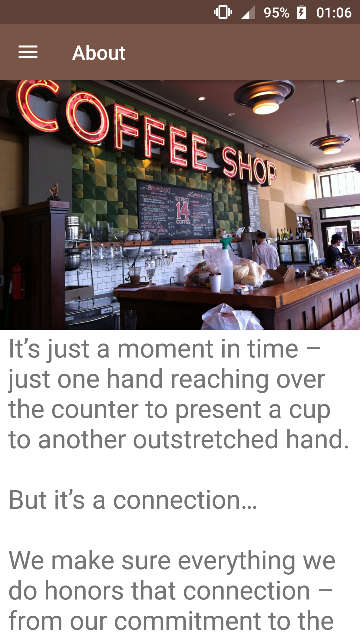 95% 01:06
About
COFFEE SHOP
14
It’s just a moment in time –
just one hand reaching over
the counter to present a cup
to another outstretched hand.
But it’s a connection…
We make sure everything we
do honors that connection –
from our commitment to the